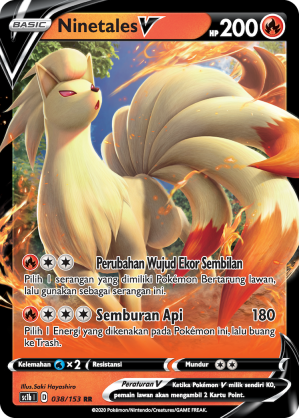 BASIC
Ninetales V
HP 200
Perubahan Wujud Ekor Sembilan
Pilih 1 serangan yang dimiliki Pokémon Bertarung lawan,
lalu gunakan sebagai serangan ini.
Semburan Api 180
Pilih 1 Energi yang dikenakan pada Pokémon ini, lalu buang
ke Trash.
Kelemahan ×2 Resistansi Mundur
Illus. Saki Hayashiro
Peraturan V Ketika Pokémon V milik sendiri KO,
pemain lawan akan mengambil 2 Kartu Point.
sc1b I D 038/153 RR
©2020 Pokémon/Nintendo/Creatures/GAME FREAK.